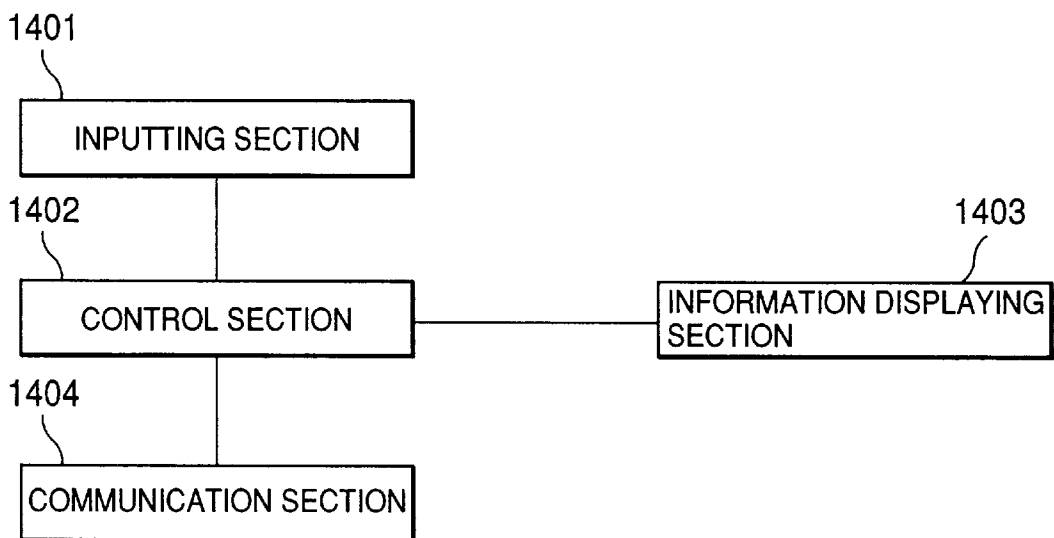 1401
INPUTTING SECTION
1402
CONTROL SECTION
1403
INFORMATION DISPLAYING
SECTION
1404
COMMUNICATION SECTION